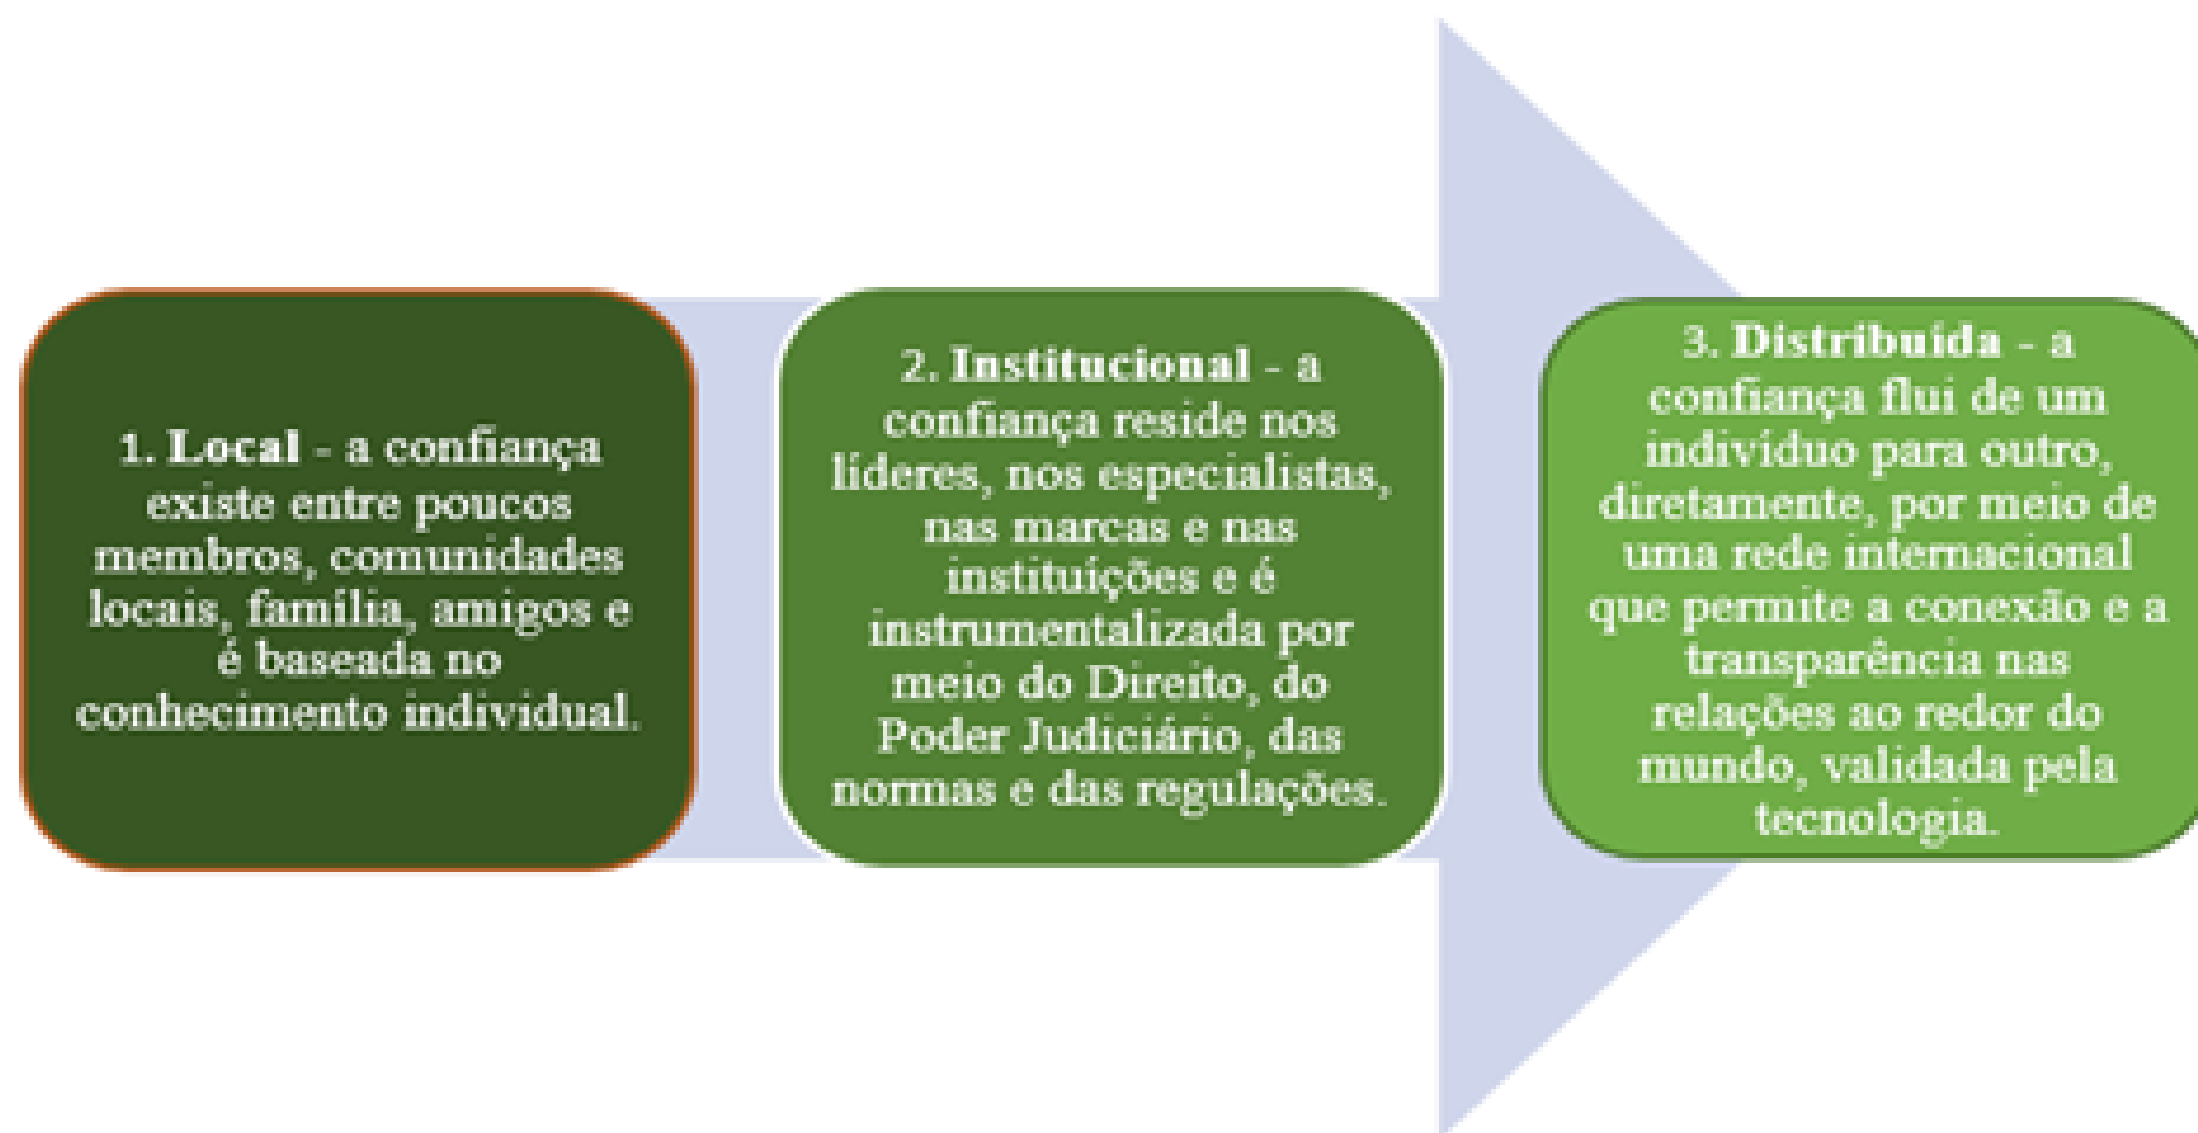 1. Local - a confiança
existe entre poucos
membros, comunidades
locais, família, amigos e
é baseada no
conhecimento individual.
2. Institucional - a
confiança reside nos
líderes, nos especialistas,
nas marcas e nas
instituições e é
instrumentalizada por
meio do Direito, do
Poder Judiciário, das
normas e das regulações.
3. Distribuída - a
confiança flui de um
indivíduo para outro,
diretamente, por meio de
uma rede internacional
que permite a conexão e a
transparência nas
relações ao redor do
mundo, validada pela
tecnologia.